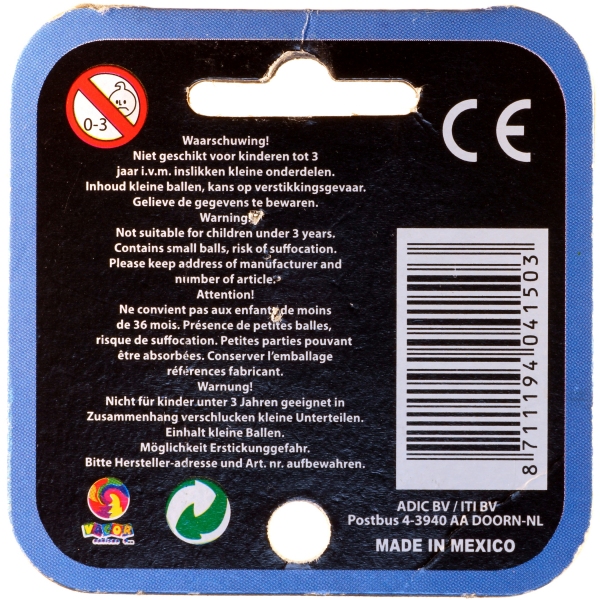 0-3
CE
Waarschuwing!
Niet geschikt voor kinderen tot 3
jaar i.v.m. inslikken kleine onderdelen.
Inhoud kleine ballen, kans op verstikkingsgevaar.
Gelieve de gegevens te bewaren.
Warning!
Not suitable for children under 3 years.
Contains small balls, risk of suffocation.
Please keep address of manufacturer and
number of article.
Attention!
Ne convient pas aux enfants de moins
de 36 mois. Présence de petites balles,
risque de suffocation. Petites parties pouvant
être absorbées. Conserver l'emballage
références fabricant.
Warnung!
Nicht für kinder unter 3 Jahren geeignet in
Zusammenhang verschlucken kleine Unterteilen.
Einhalt kleine Ballen.
Möglichkeit Erstickungsgefahr.
Bitte Hersteller-adresse und Art. nr. aufbewahren.
8 711194 041503
VACOR
ADIC BV / ITI BV
Postbus 4-3940 AA DOORN-NL
MADE IN MEXICO